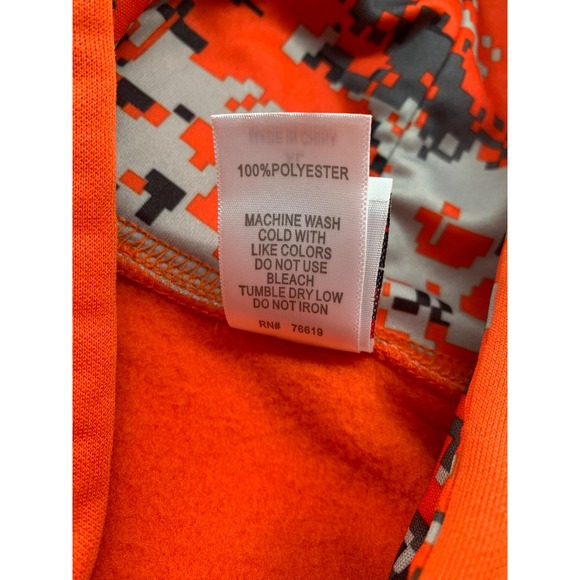 100%POLYESTER
MACHINE WASH
COLD WITH
LIKE COLORS
DO NOT USE
BLEACH
TUMBLE DRY LOW
DO NOT IRON
RN# 76619